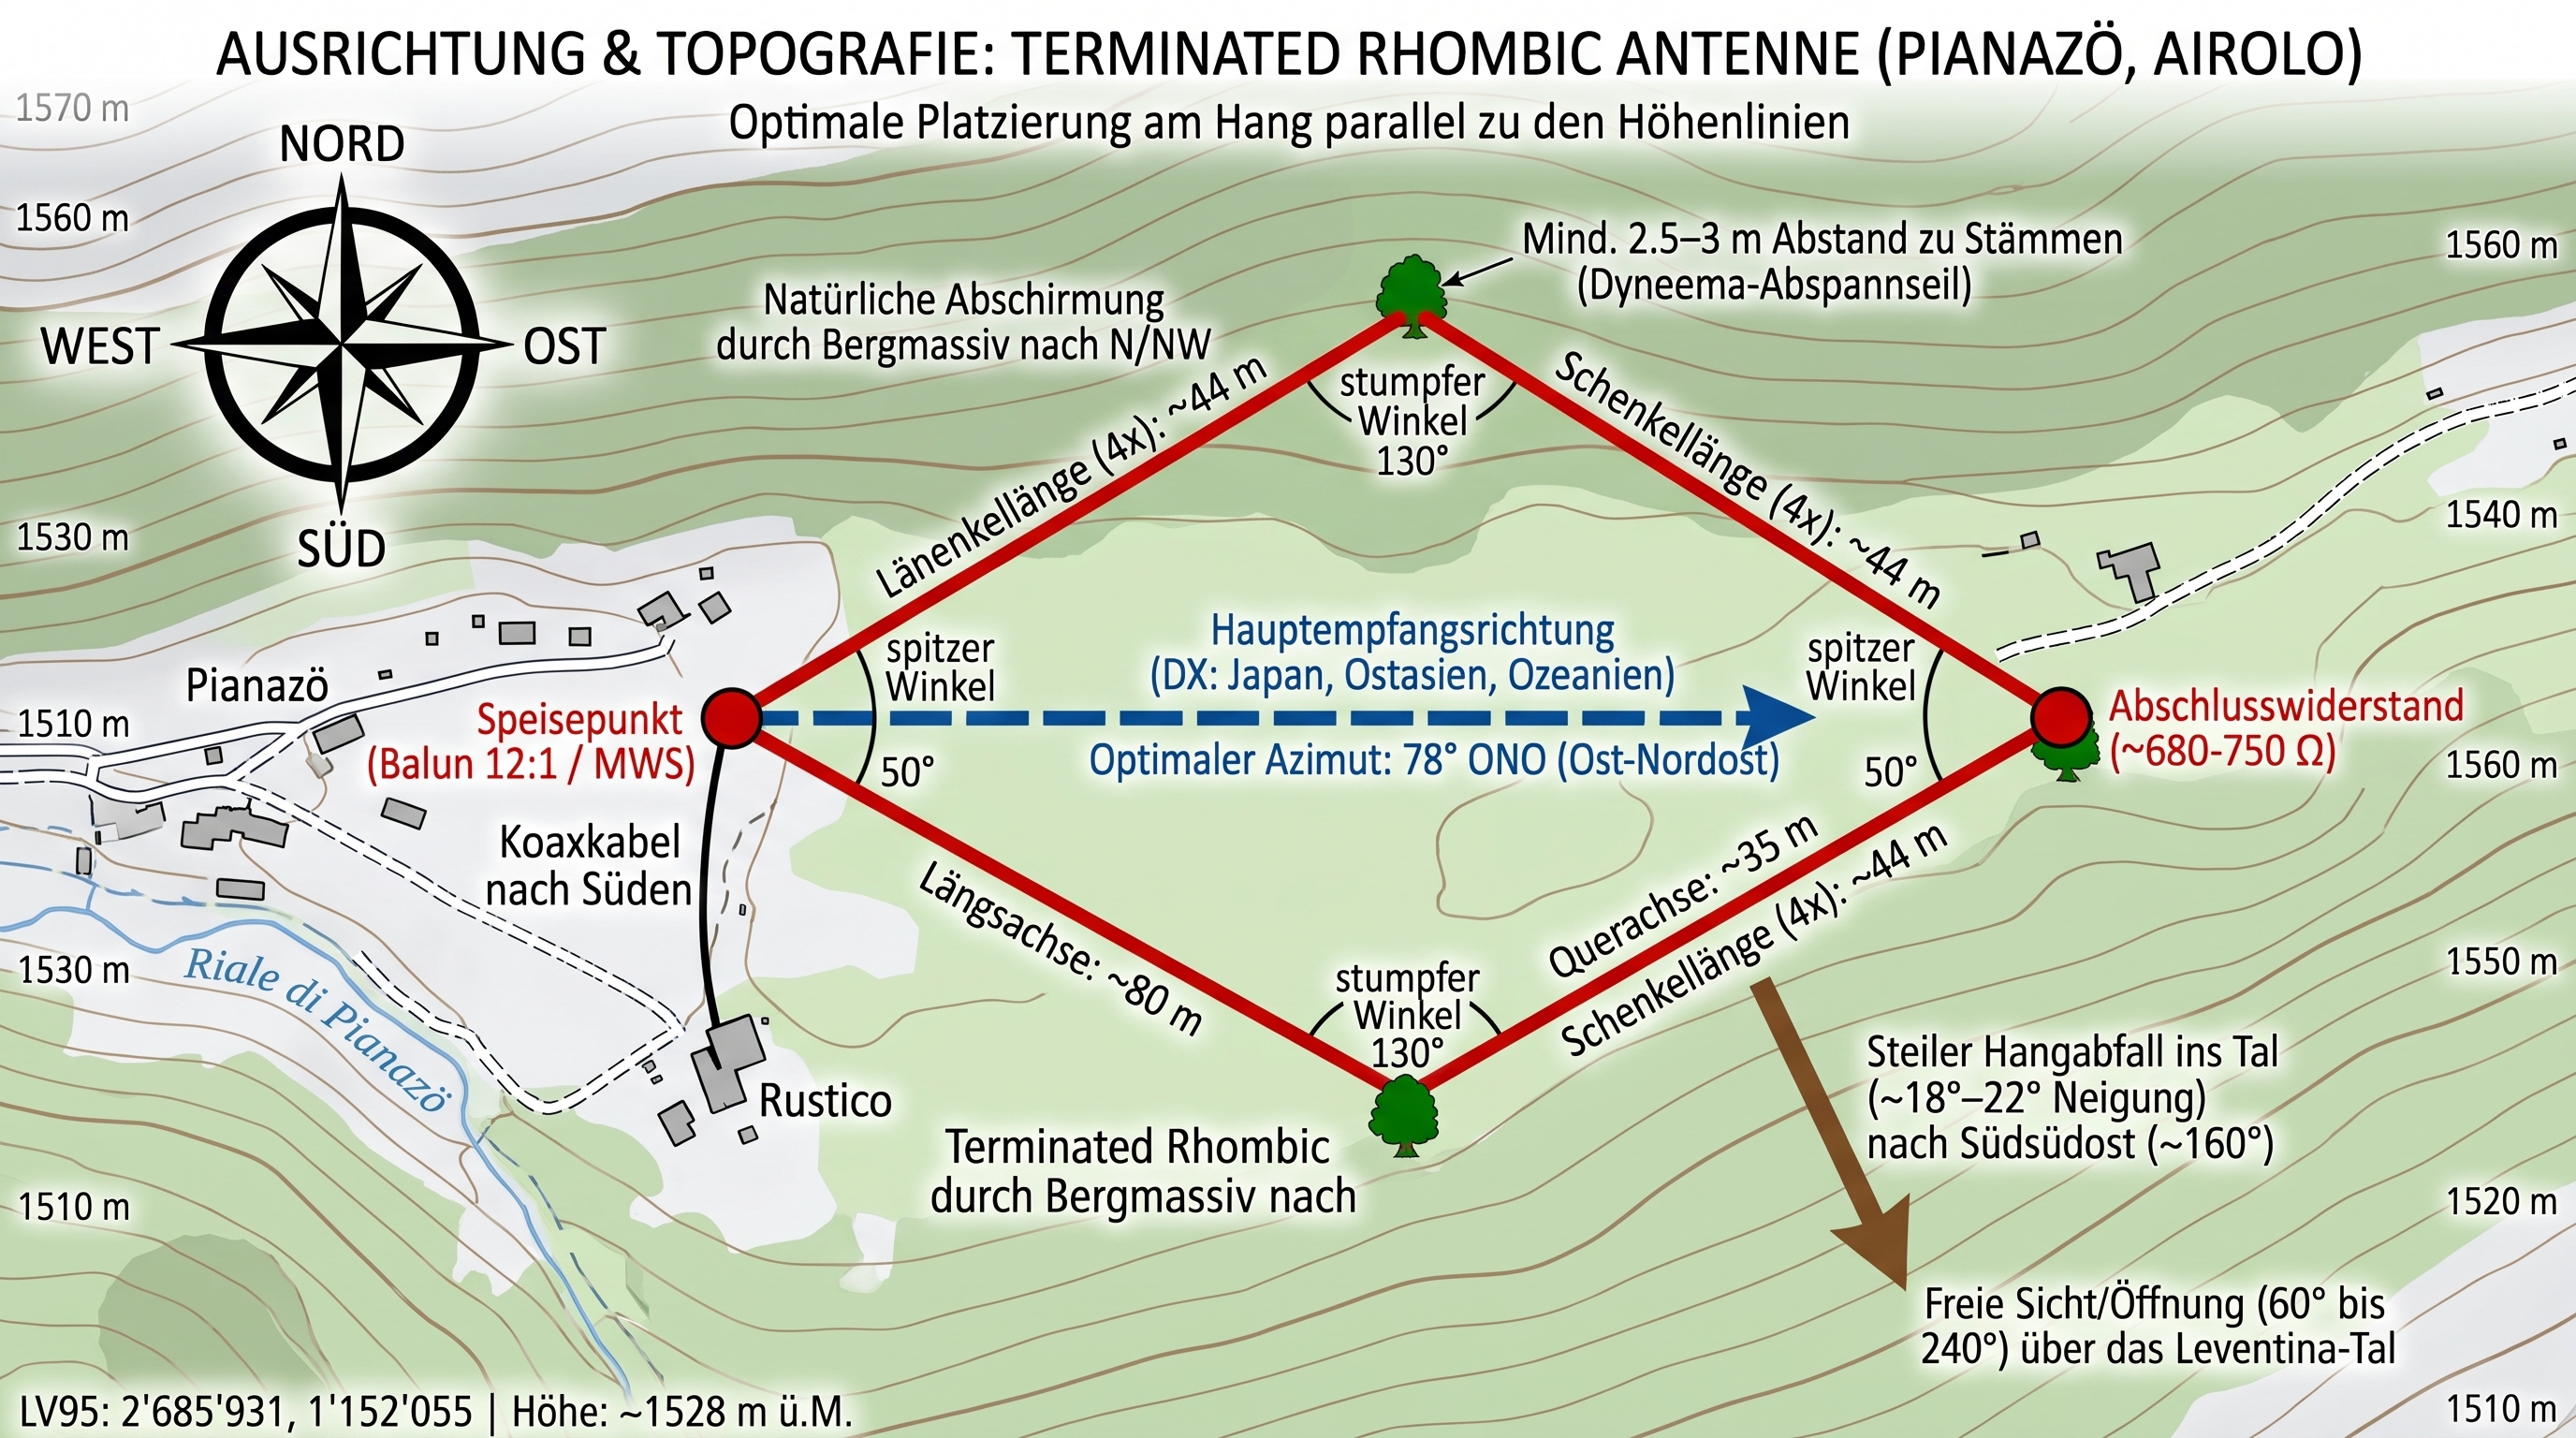 AUSRICHTUNG & TOPOGRAFIE: TERMINATED RHOMBIC ANTENNE (PIANAZÖ, AIROLO)
Optimale Platzierung am Hang parallel zu den Höhenlinien
1570 m
NORD
1560 m
WEST
OST
SÜD
1530 m
Natürliche Abschirmung
durch Bergmassiv nach N/NW
Mind. 2.5–3 m Abstand zu Stämmen
(Dyneema-Abspannseil)
1560 m
stumpfer
Winkel
130°
Länenkellänge (4x): ~44 m
Schenkellänge (4x): ~44 m
1540 m
Pianazö
1510 m
Speisepunkt
(Balun 12:1 / MWS)
spitzer
Winkel
50°
Hauptempfangsrichtung
(DX: Japan, Ostasien, Ozeanien)
Optimaler Azimut: 78° ONO (Ost-Nordost)
spitzer
Winkel
50°
Abschlusswiderstand
(~680-750 Ω)
1560 m
Koaxkabel
nach Süden
Längsachse: ~80 m
Querachse: ~35 m
Schenkellänge (4x): ~44 m
1530 m
Riale di Pianazö
1550 m
stumpfer
Winkel
130°
Rustico
Terminated Rhombic
durch Bergmassiv nach
Steiler Hangabfall ins Tal
(~18°–22° Neigung)
nach Südsüdost (~160°)
1510 m
1520 m
Freie Sicht/Öffnung (60° bis
240°) über das Leventina-Tal
LV95: 2'685'931, 1'152'055 | Höhe: ~1528 m ü.M.
1510 m